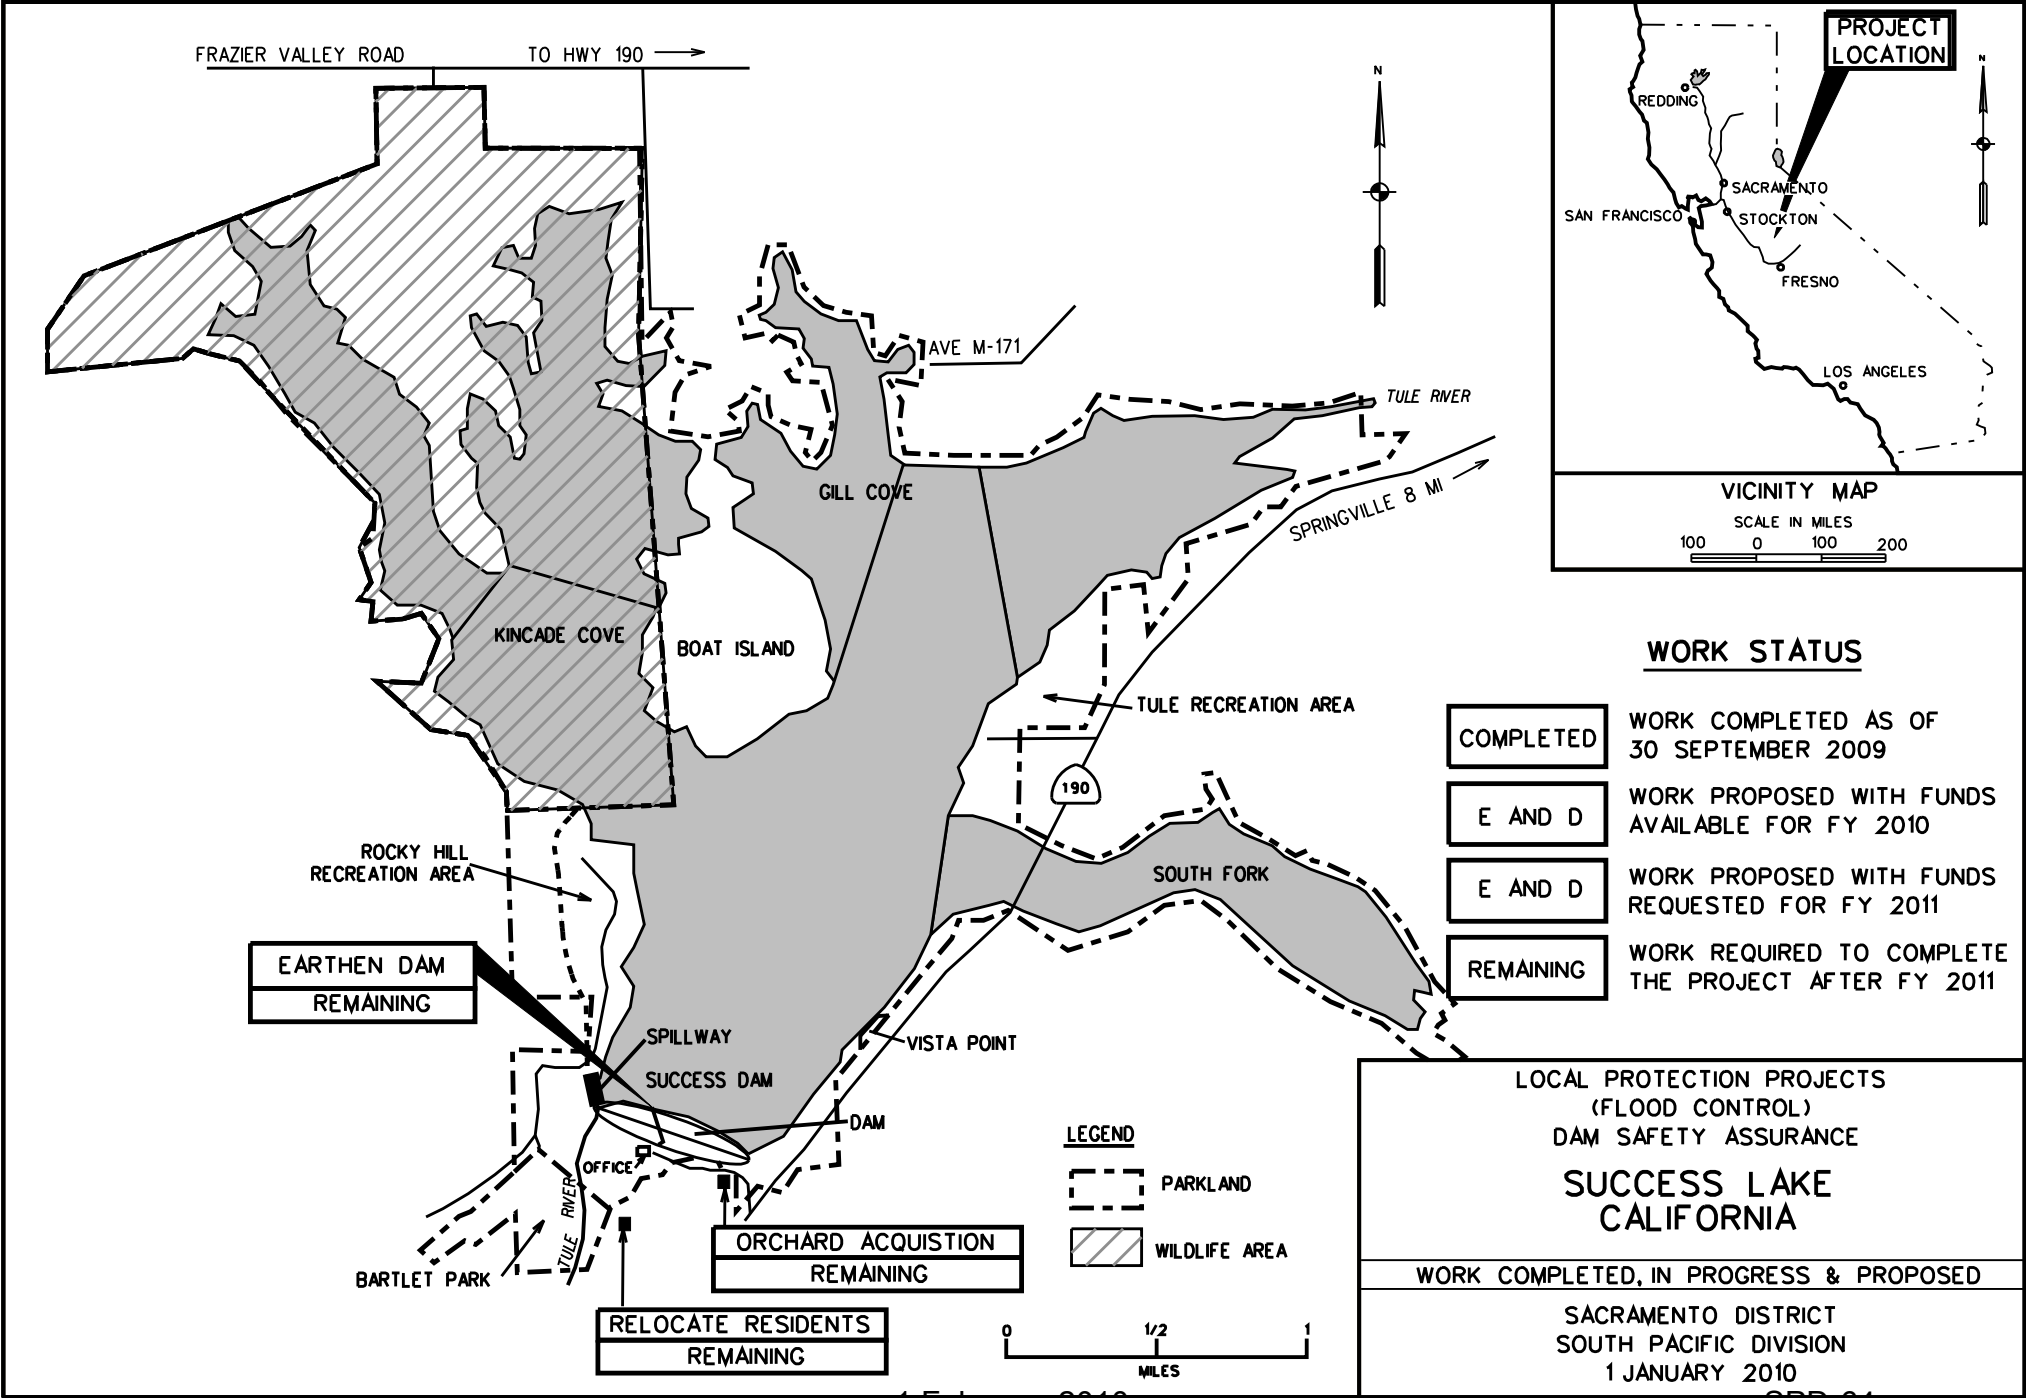 FRAZIER VALLEY ROAD
TO HWY 190
N
AVE M-171
TULE RIVER
SPRINGVILLE 8 MI
GILL COVE
KINCADE COVE
BOAT ISLAND
TULE RECREATION AREA
190
SOUTH FORK
ROCKY HILL
RECREATION AREA
EARTHEN DAM
REMAINING
SPILLWAY
SUCCESS DAM
VISTA POINT
DAM
OFFICE
TULE RIVER
BARTLET PARK
ORCHARD ACQUISTION
REMAINING
RELOCATE RESIDENTS
REMAINING
LEGEND
PARKLAND
WILDLIFE AREA
0 1/2 1
MILES
PROJECT
LOCATION
N
REDDING
SACRAMENTO
SAN FRANCISCO
STOCKTON
FRESNO
LOS ANGELES
VICINITY MAP
SCALE IN MILES
100 0 100 200
WORK STATUS
COMPLETED
WORK COMPLETED AS OF
30 SEPTEMBER 2009
E AND D
WORK PROPOSED WITH FUNDS
AVAILABLE FOR FY 2010
E AND D
WORK PROPOSED WITH FUNDS
REQUESTED FOR FY 2011
REMAINING
WORK REQUIRED TO COMPLETE
THE PROJECT AFTER FY 2011
LOCAL PROTECTION PROJECTS
(FLOOD CONTROL)
DAM SAFETY ASSURANCE
SUCCESS LAKE
CALIFORNIA
WORK COMPLETED, IN PROGRESS & PROPOSED
SACRAMENTO DISTRICT
SOUTH PACIFIC DIVISION
1 JANUARY 2010